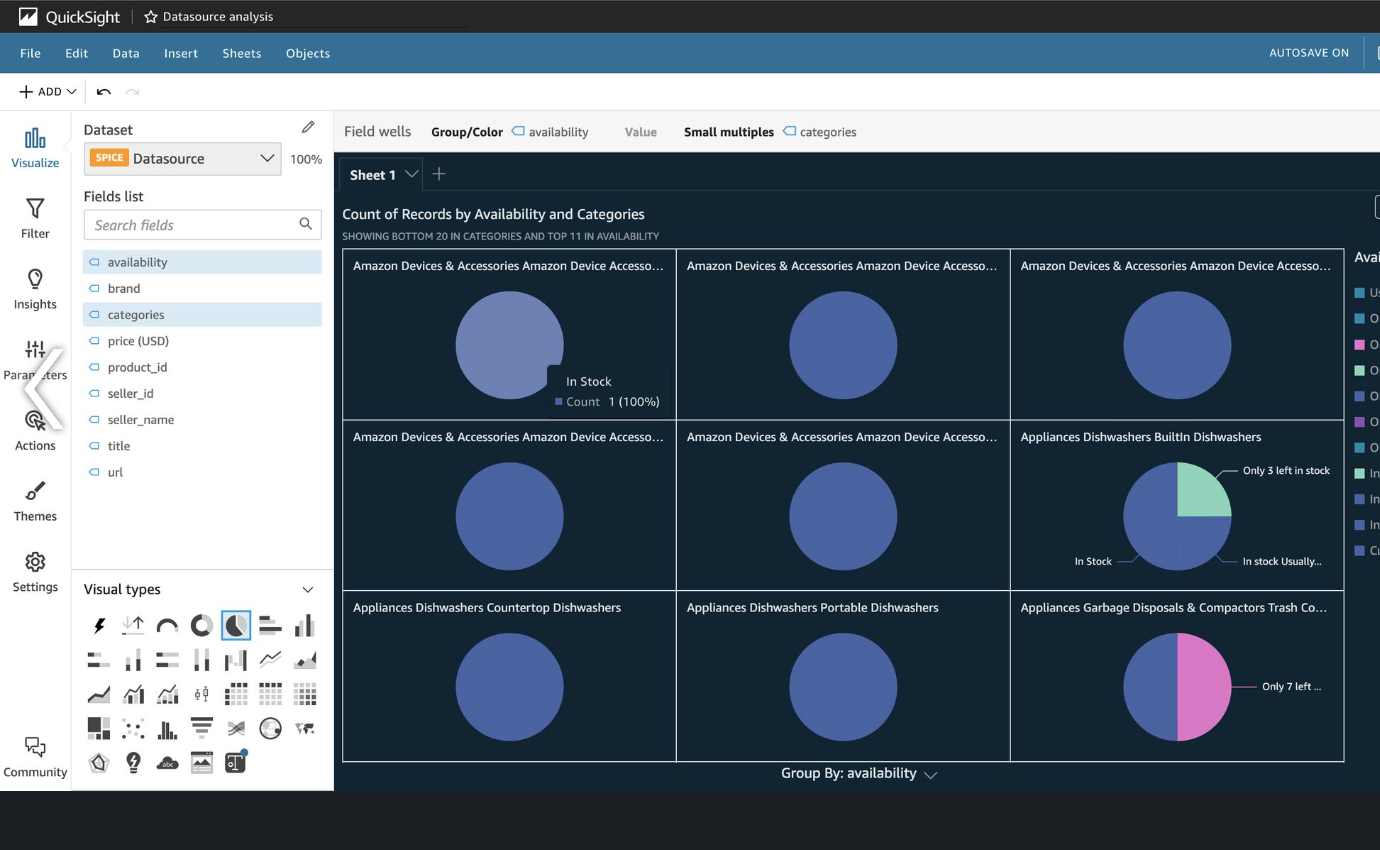 QuickSight
Datasource analysis
File Edit Data Insert Sheets Objects
AUTOSAVE ON
ADD
Visualize
Filter
Insights
Parameters
Actions
Themes
Settings
Community
Dataset
SPICE Datasource 100%
Fields list
Search fields
availability
brand
categories
price (USD)
product_id
seller_id
seller_name
title
url
Visual types
abc
Field wells Group/Color availability Value Small multiples categories
Sheet 1
Count of Records by Availability and Categories
SHOWING BOTTOM 20 IN CATEGORIES AND TOP 11 IN AVAILABILITY
Amazon Devices & Accessories Amazon Device Accesso... Amazon Devices & Accessories Amazon Device Accesso... Amazon Devices & Accessories Amazon Device Accesso...
In Stock
Count 1 (100%)
Amazon Devices & Accessories Amazon Device Accesso... Amazon Devices & Accessories Amazon Device Accesso... Appliances Dishwashers BuiltIn Dishwashers
Only 3 left in stock
In Stock In stock Usually...
Appliances Dishwashers Countertop Dishwashers Appliances Dishwashers Portable Dishwashers Appliances Garbage Disposals & Compactors Trash Co...
Only 7 left ...
Group By: availability
Avai
Us
O
O
O
O
O
O
In
In
In
Cu